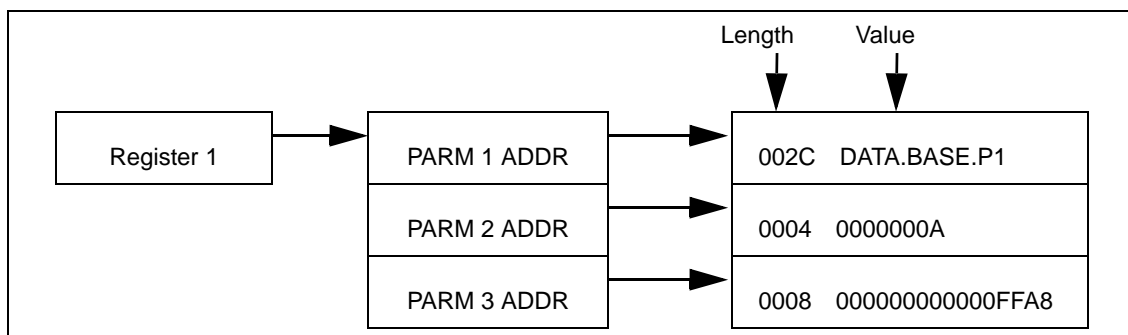 Length Value
Register 1 PARM 1 ADDR 002C DATA.BASE.P1
PARM 2 ADDR 0004 0000000A
PARM 3 ADDR 0008 000000000000FFA8